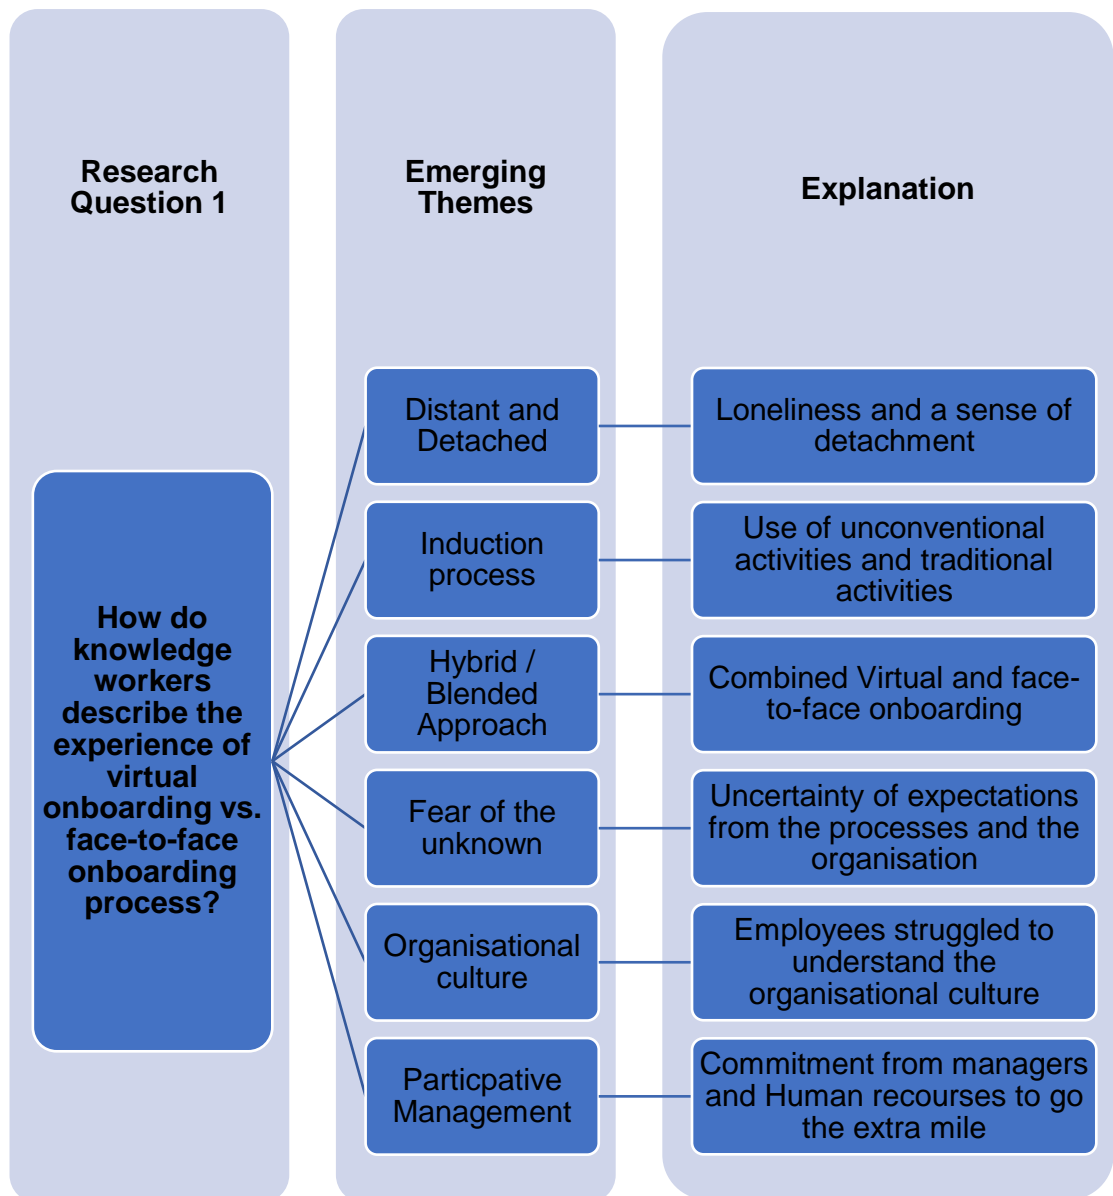 Research
Question 1
Emerging
Themes
Explanation
How do
knowledge
workers
describe the
experience of
virtual
onboarding vs.
face-to-face
onboarding
process?
Distant and
Detached
Loneliness and a sense of
detachment
Induction
process
Use of unconventional
activities and traditional
activities
Hybrid /
Blended
Approach
Combined Virtual and face-
to-face onboarding
Fear of the
unknown
Uncertainty of expectations
from the processes and the
organisation
Organisational
culture
Employees struggled to
understand the
organisational culture
Particpative
Management
Commitment from managers
and Human recourses to go
the extra mile